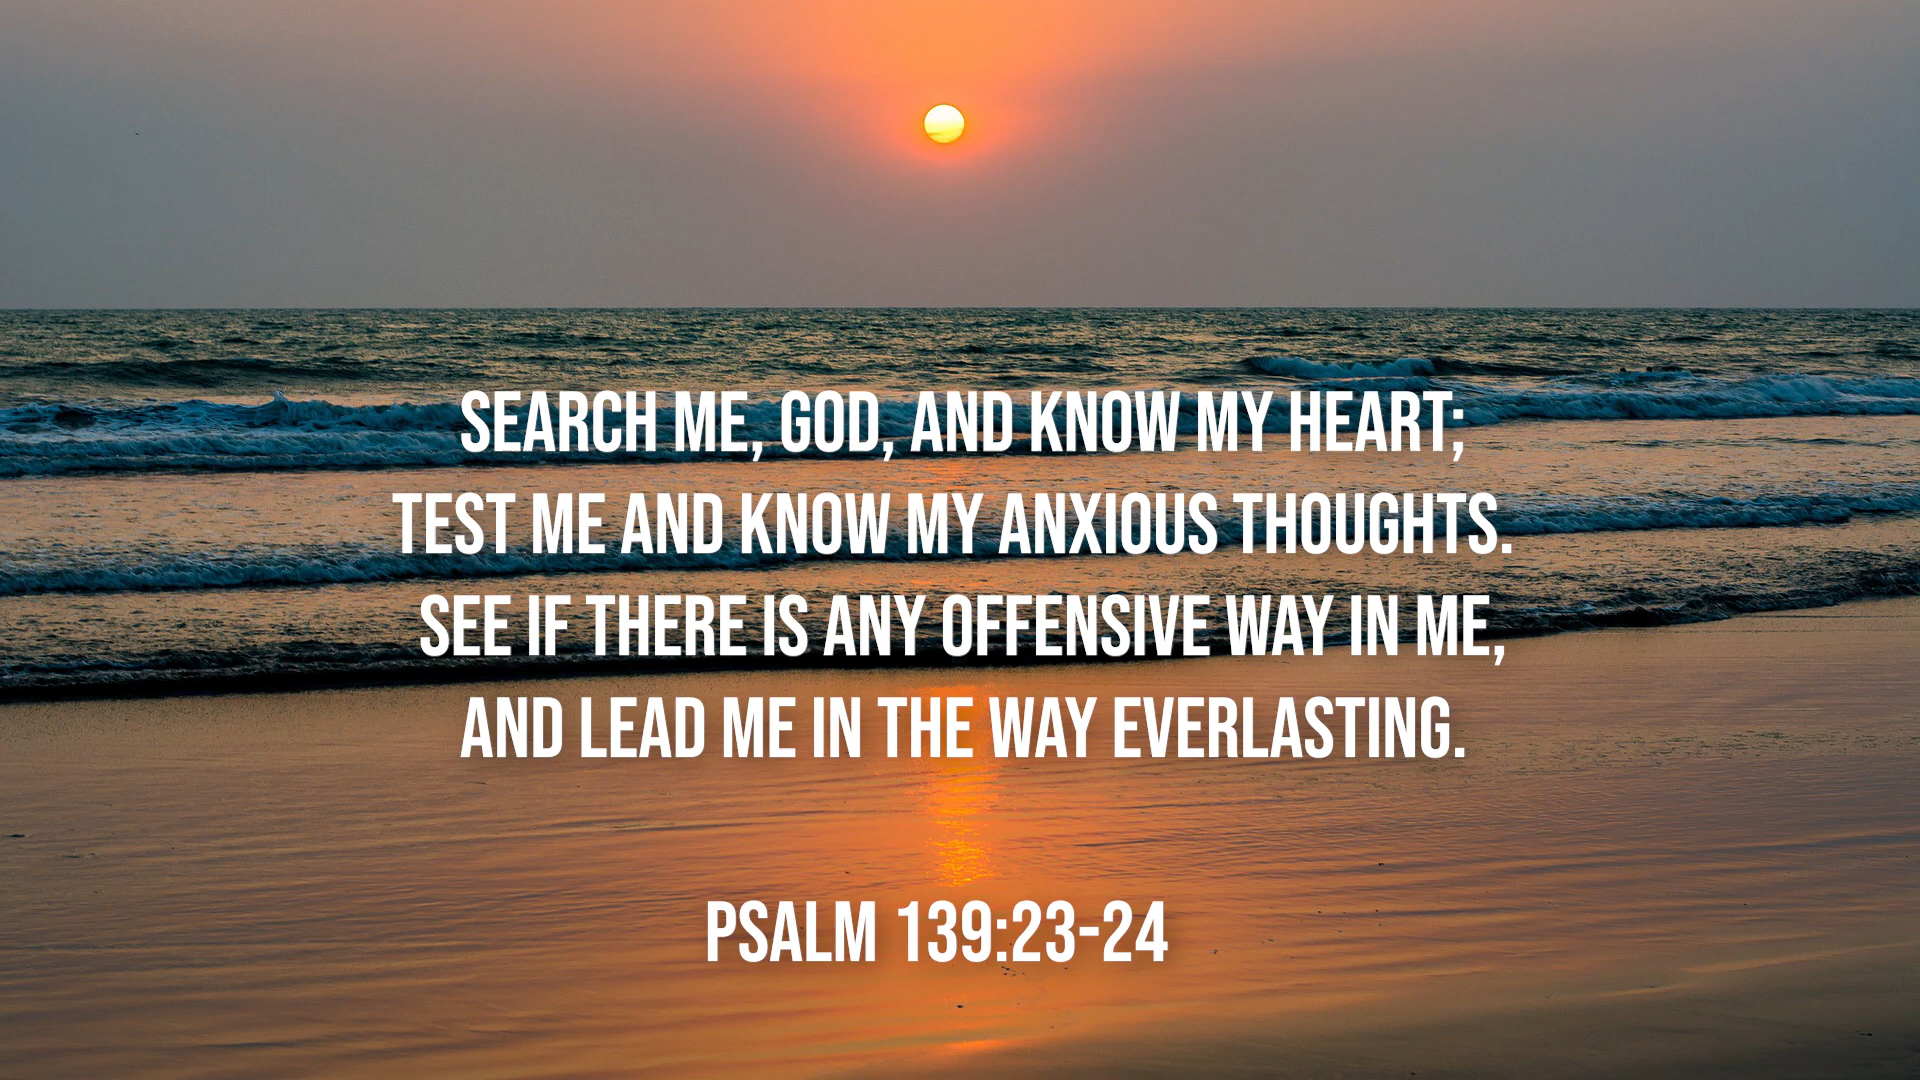 SEARCH ME, GOD, AND KNOW MY HEART;
TEST ME AND KNOW MY ANXIOUS THOUGHTS.
SEE IF THERE IS ANY OFFENSIVE WAY IN ME,
AND LEAD ME IN THE WAY EVERLASTING.
PSALM 139:23-24